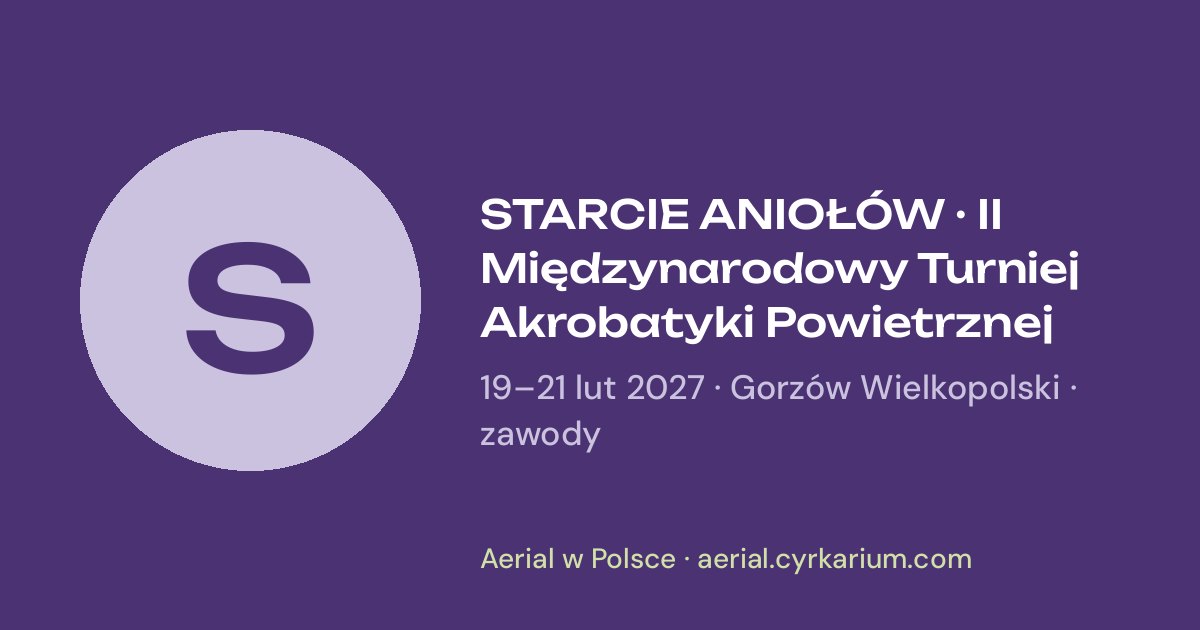 S
STARCIE ANIOŁÓW · II
Międzynarodowy Turniej
Akrobatyki Powietrznej
19–21 lut 2027 · Gorzów Wielkopolski ·
zawody
Aerial w Polsce · aerial.cyrkarium.com